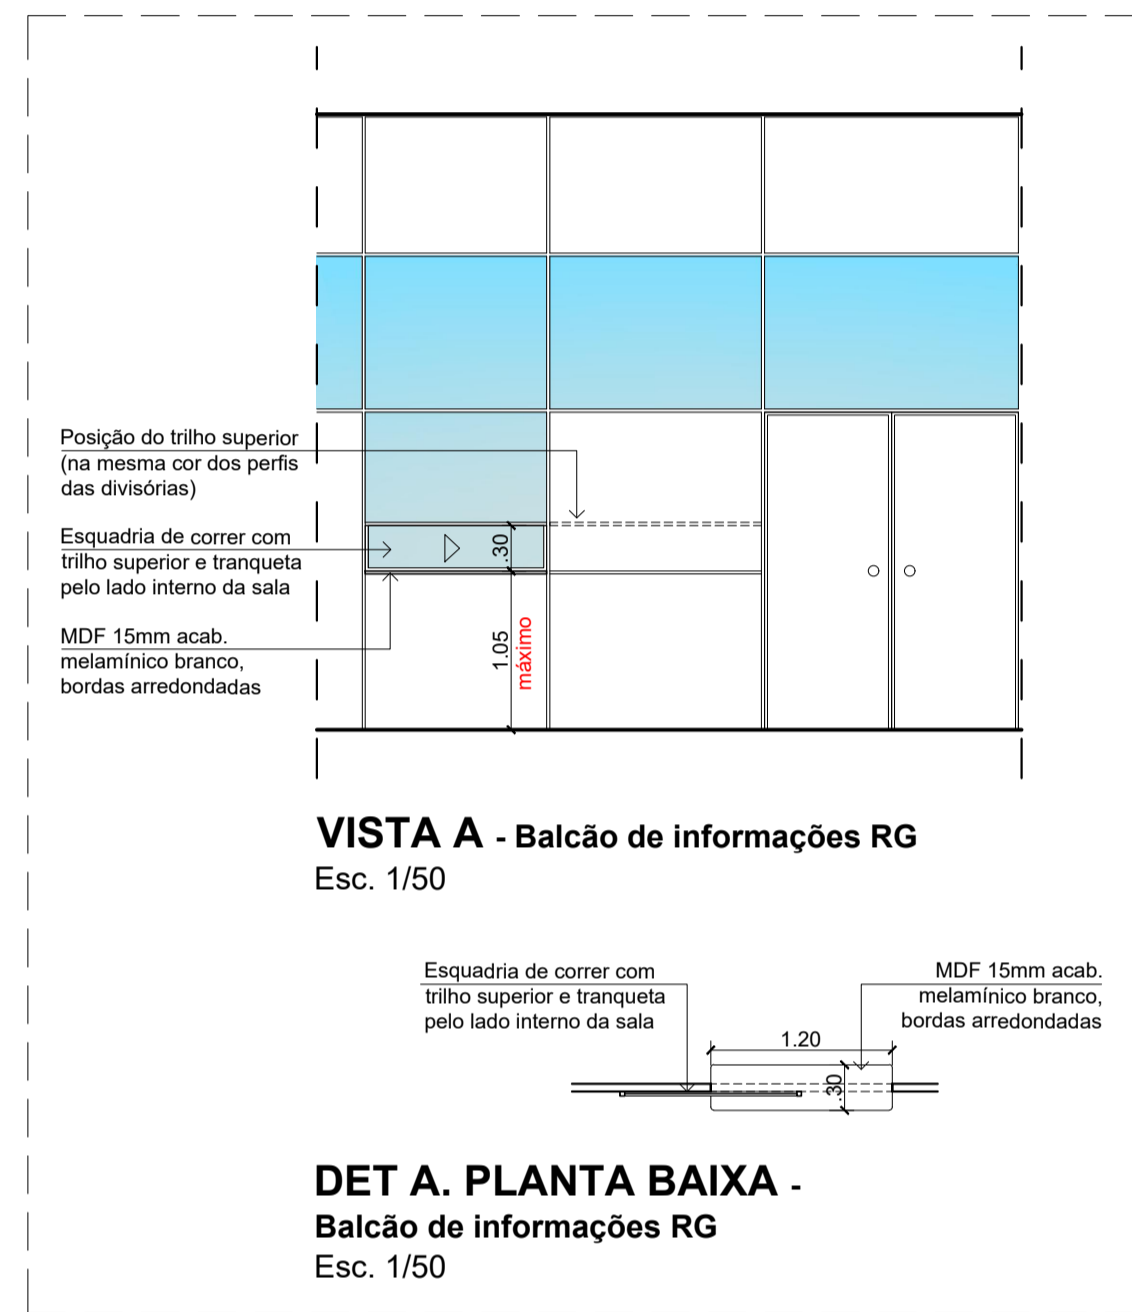 Posição do trilho superior
(na mesma cor dos perfis
das divisórias)
Esquadria de correr com
trilho superior e tranqueta
pelo lado interno da sala
MDF 15mm acab.
melamínico branco,
bordas arredondadas
.30
1.05
máximo
VISTA A - Balcão de informações RG
Esc. 1/50
Esquadria de correr com
trilho superior e tranqueta
pelo lado interno da sala
MDF 15mm acab.
melamínico branco,
bordas arredondadas
1.20
.30
DET A. PLANTA BAIXA -
Balcão de informações RG
Esc. 1/50